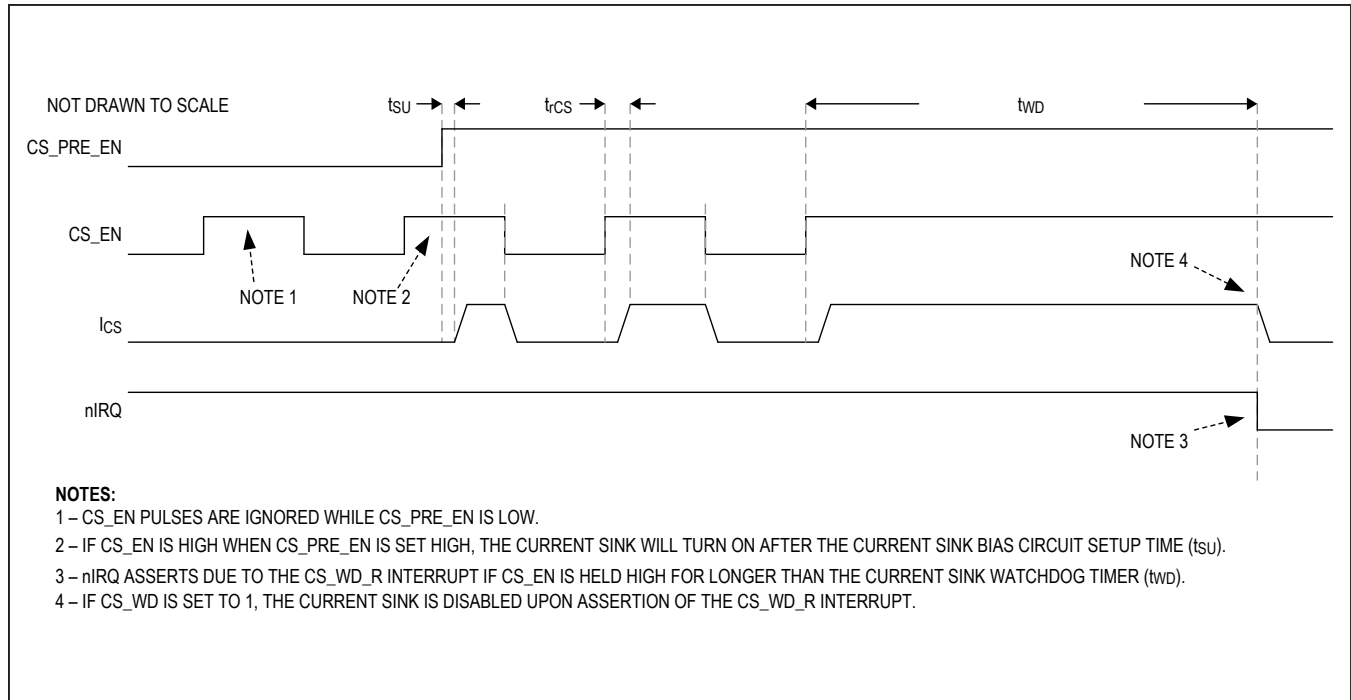 NOT DRAWN TO SCALE
tSU
trCS
tWD
CS_PRE_EN
CS_EN
NOTE 1
NOTE 2
NOTE 4
ICS
nIRQ
NOTE 3
NOTES:
1 – CS_EN PULSES ARE IGNORED WHILE CS_PRE_EN IS LOW.
2 – IF CS_EN IS HIGH WHEN CS_PRE_EN IS SET HIGH, THE CURRENT SINK WILL TURN ON AFTER THE CURRENT SINK BIAS CIRCUIT SETUP TIME (tSU).
3 – nIRQ ASSERTS DUE TO THE CS_WD_R INTERRUPT IF CS_EN IS HELD HIGH FOR LONGER THAN THE CURRENT SINK WATCHDOG TIMER (tWD).
4 – IF CS_WD IS SET TO 1, THE CURRENT SINK IS DISABLED UPON ASSERTION OF THE CS_WD_R INTERRUPT.